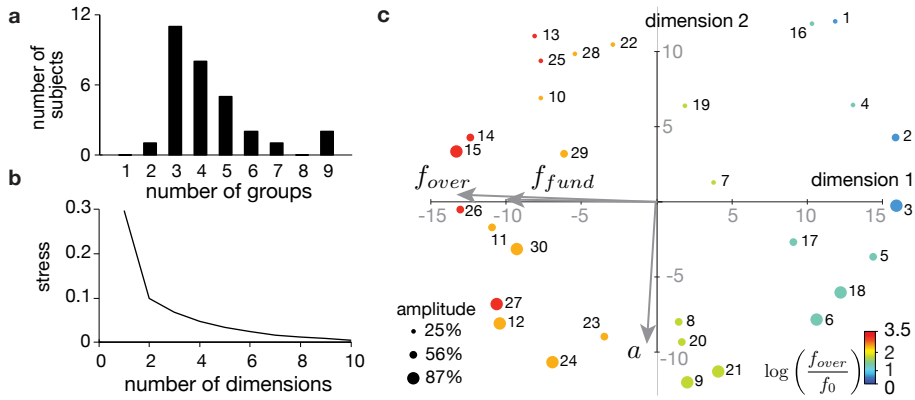 a
12
6
0
number of
subjects
1 2 3 4 5 6 7 8 9
number of groups
b
0.3
0.2
0.1
0
stress
0 2 4 6 8 10
number of dimensions
c
dimension 2
dimension 1
10
5
-5
-10
-15 -10 -5 5 10 15
f_over
f_fund
a
13
25
28
22
10
14
15
29
26
11
30
27
12
24
23
16
1
19
4
2
7
3
17
5
18
6
8
20
9
21
amplitude
25%
56%
87%
log ( f_over / f_0 )
3.5
2
1
0